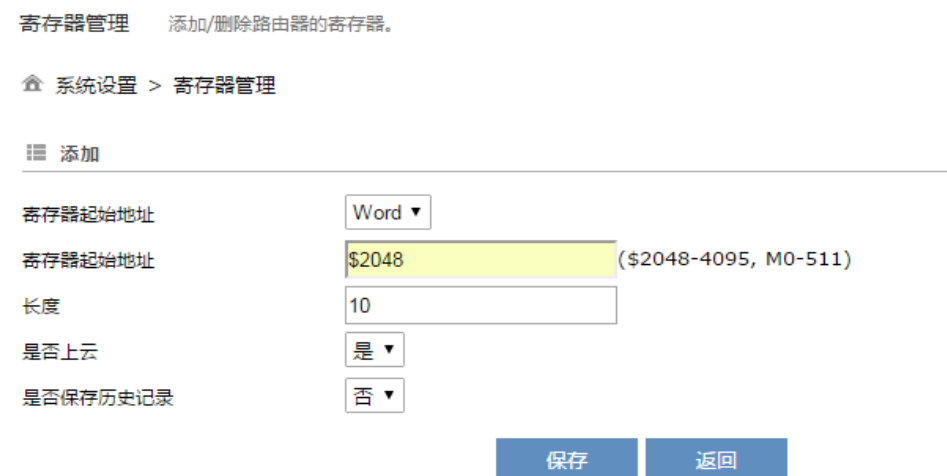 寄存器管理 添加/删除路由器的寄存器。
系统设置 > 寄存器管理
添加
寄存器起始地址 Word
寄存器起始地址 $2048 ($2048-4095, M0-511)
长度 10
是否上云 是
是否保存历史记录 否
保存 返回